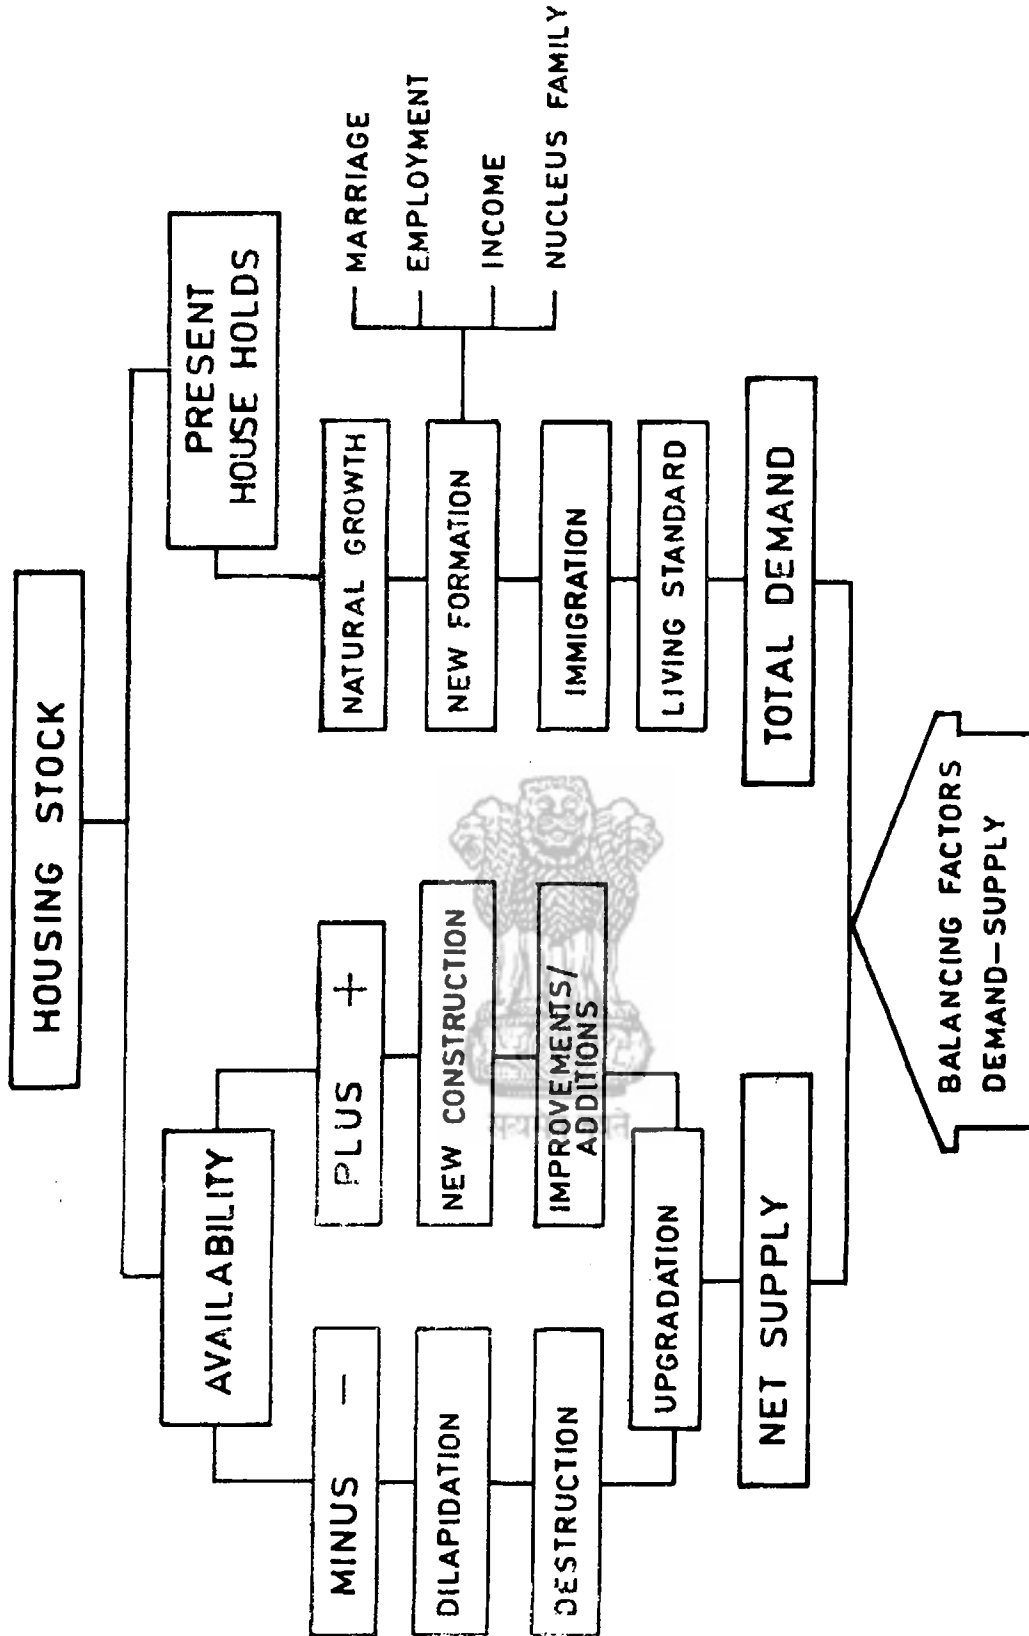 HOUSING STOCK
AVAILABILITY
PRESENT
HOUSE HOLDS
MINUS -
PLUS +
NATURAL GROWTH
MARRIAGE
EMPLOYMENT
INCOME
NUCLEUS FAMILY
DILAPIDATION
NEW CONSTRUCTION
NEW FORMATION
DESTRUCTION
IMPROVEMENTS/
ADDITIONS
IMMIGRATION
UPGRADATION
LIVING STANDARD
NET SUPPLY
TOTAL DEMAND
BALANCING FACTORS
DEMAND–SUPPLY